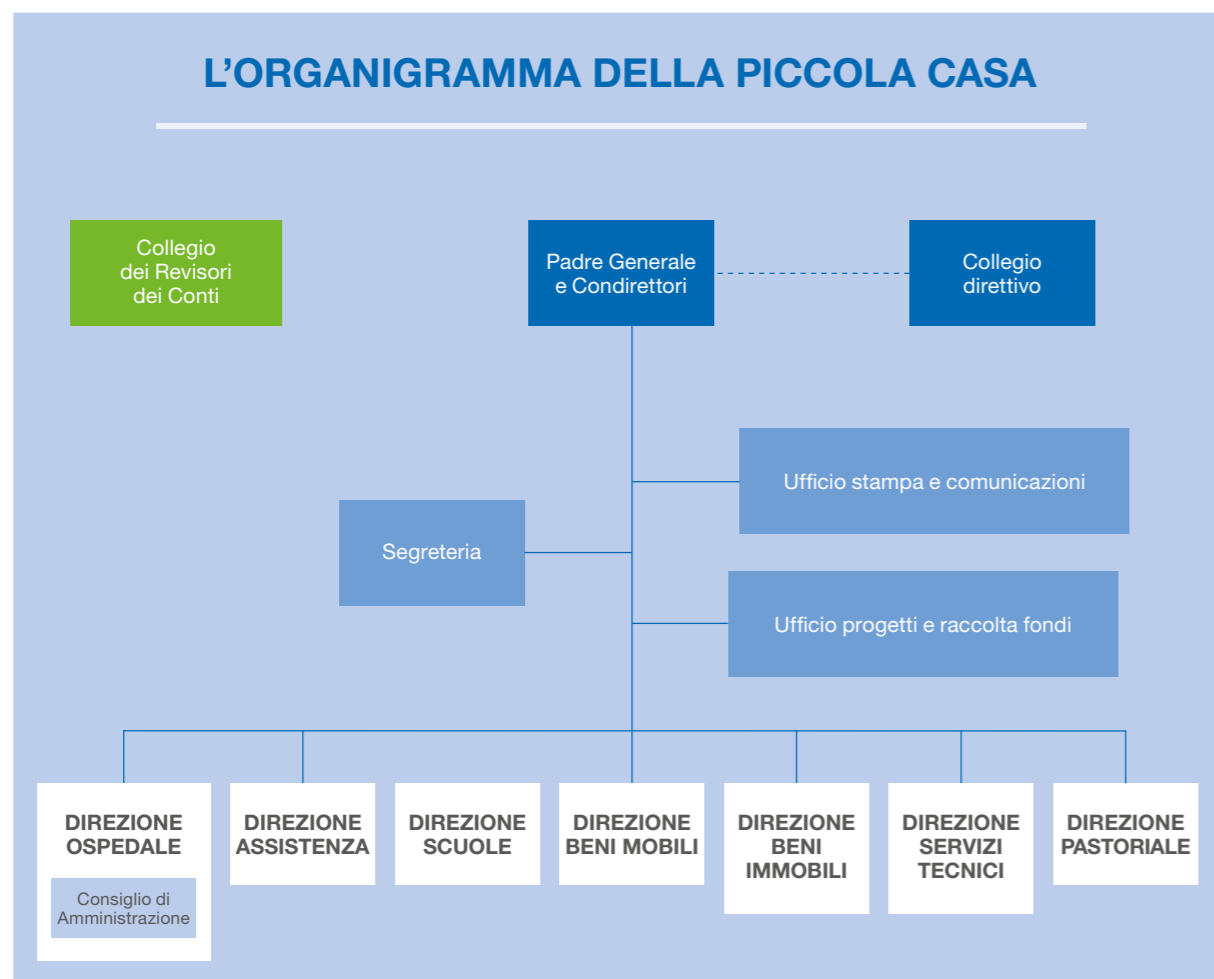 L’ORGANIGRAMMA DELLA PICCOLA CASA
Collegio
dei Revisori
dei Conti
Padre Generale
e Condirettori
Collegio
direttivo
Ufficio stampa e comunicazioni
Segreteria
Ufficio progetti e raccolta fondi
DIREZIONE
OSPEDALE
Consiglio di
Amministrazione
DIREZIONE
ASSISTENZA
DIREZIONE
SCUOLE
DIREZIONE
BENI MOBILI
DIREZIONE
BENI
IMMOBILI
DIREZIONE
SERVIZI
TECNICI
DIREZIONE
PASTORIALE